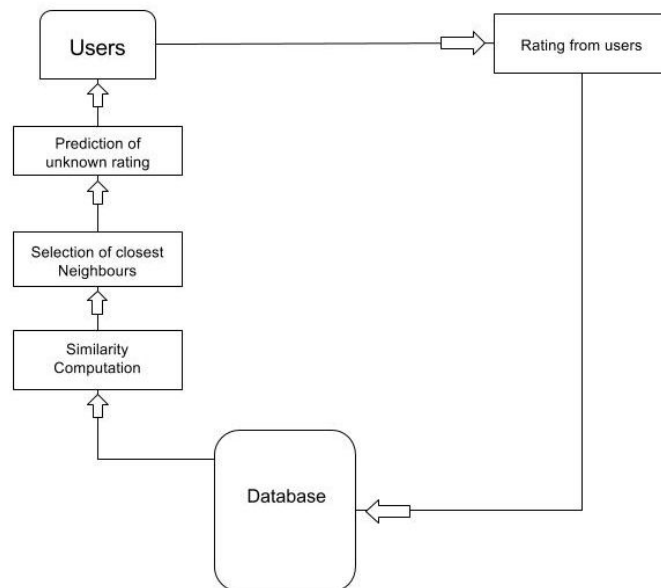 Users
Rating from users
Prediction of
unknown rating
Selection of closest
Neighbours
Similarity
Computation
Database